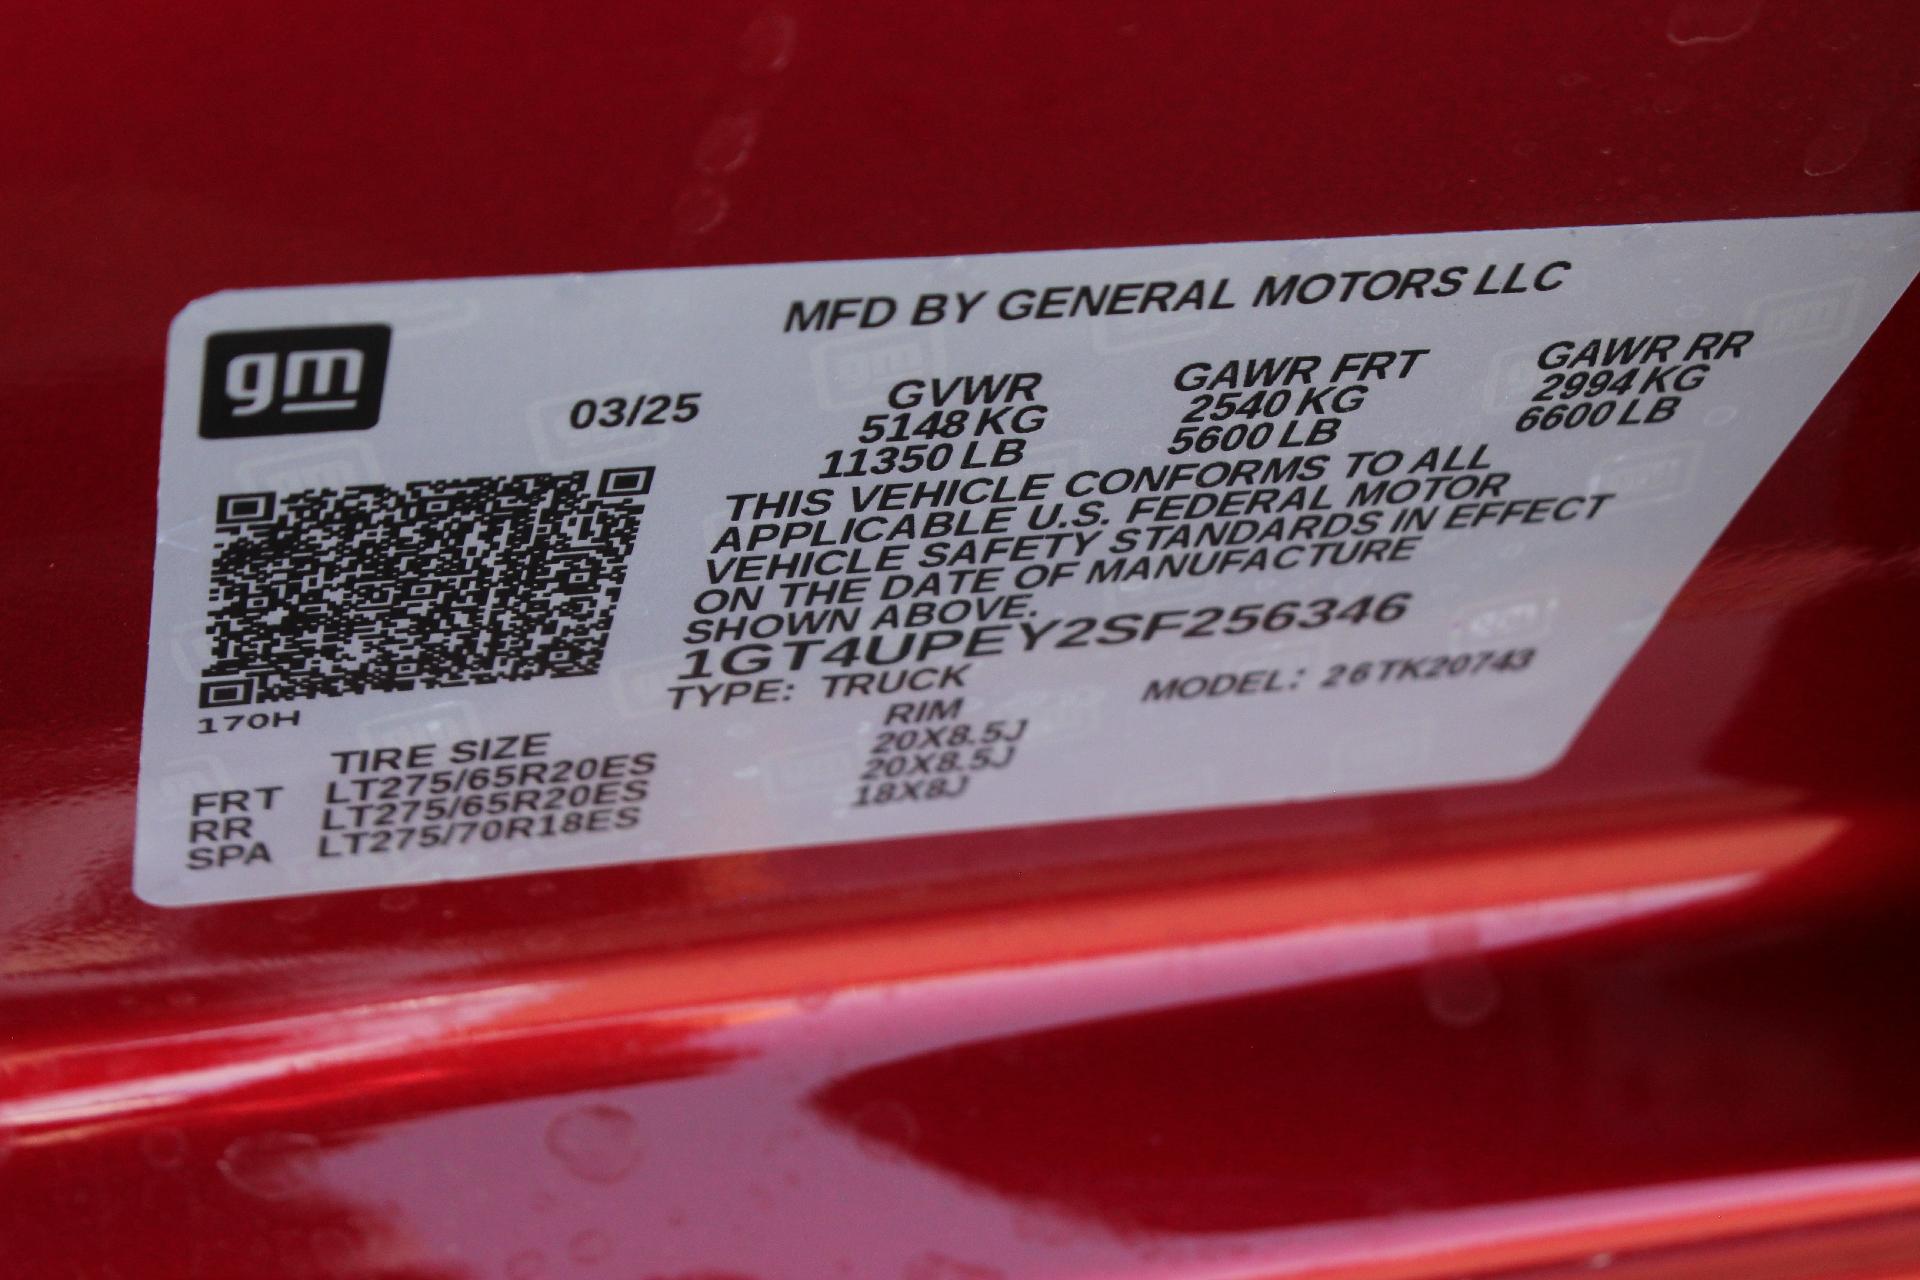 gm
MFD BY GENERAL MOTORS LLC
03/25
GVWR GAWR FRT GAWR RR
5148 KG 2540 KG 2994 KG
11350 LB 5600 LB 6600 LB
THIS VEHICLE CONFORMS TO ALL
APPLICABLE U.S. FEDERAL MOTOR
VEHICLE SAFETY STANDARDS IN EFFECT
ON THE DATE OF MANUFACTURE
SHOWN ABOVE.
1GT4UPEY2SF256346
TYPE: TRUCK MODEL: 26TK20743
170H
TIRE SIZE RIM
FRT LT275/65R20ES 20X8.5J
RR LT275/65R20ES 20X8.5J
SPA LT275/70R18ES 18X8J